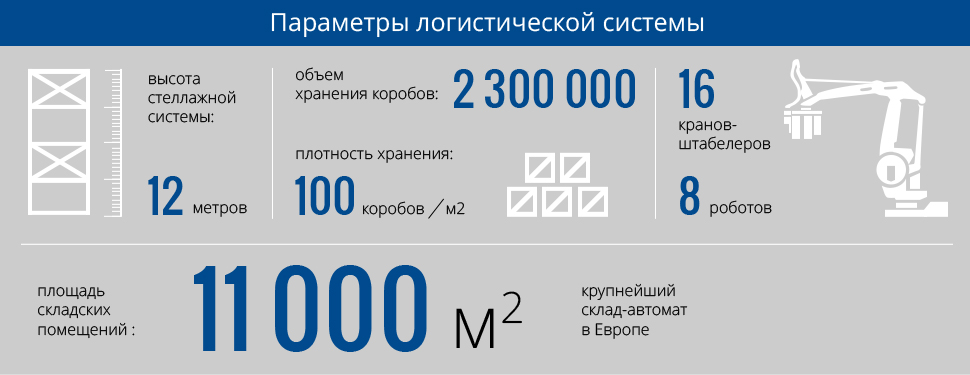 Параметры логистической системы
высота
стеллажной
системы:
12 метров
объем
хранения коробов: 2 300 000
плотность хранения:
100 коробов / м2
16
кранов-
штабелеров
8 роботов
площадь
складских
помещений :
11 000 м2
крупнейший
склад-автомат
в Европе